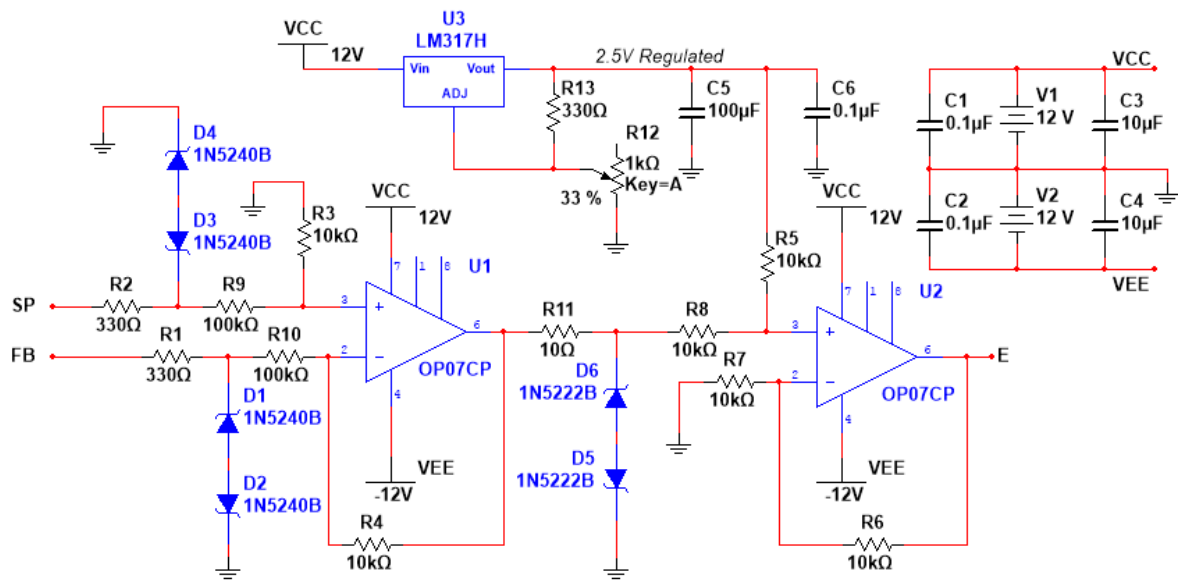 U3
LM317H
VCC
12V
Vin
Vout
ADJ
2.5V Regulated
R13
330Ω
R12
1kΩ
Key=A
33 %
C5
100µF
C6
0.1µF
VCC
C1
0.1µF
V1
12 V
C3
10µF
C2
0.1µF
V2
12 V
C4
10µF
VEE
D4
1N5240B
D3
1N5240B
R3
10kΩ
VCC
12V
7
1
8
U1
SP
R2
330Ω
R9
100kΩ
3
+
6
FB
R1
330Ω
R10
100kΩ
2
−
4
OP07CP
D1
1N5240B
D2
1N5240B
VEE
-12V
R4
10kΩ
R11
10Ω
R8
10kΩ
R5
10kΩ
VCC
12V
7
1
8
U2
3
+
6
E
R7
10kΩ
2
−
4
OP07CP
D6
1N5222B
D5
1N5222B
VEE
-12V
R6
10kΩ